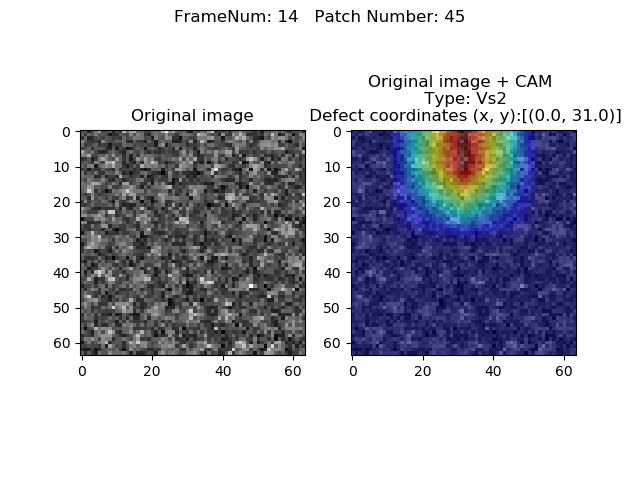 FrameNum: 14   Patch Number: 45
Original image
Original image + CAM
Type: Vs2
Defect coordinates (x, y):[(0.0, 31.0)]
0
10
20
30
40
50
60
0 20 40 60
0
10
20
30
40
50
60
0 20 40 60